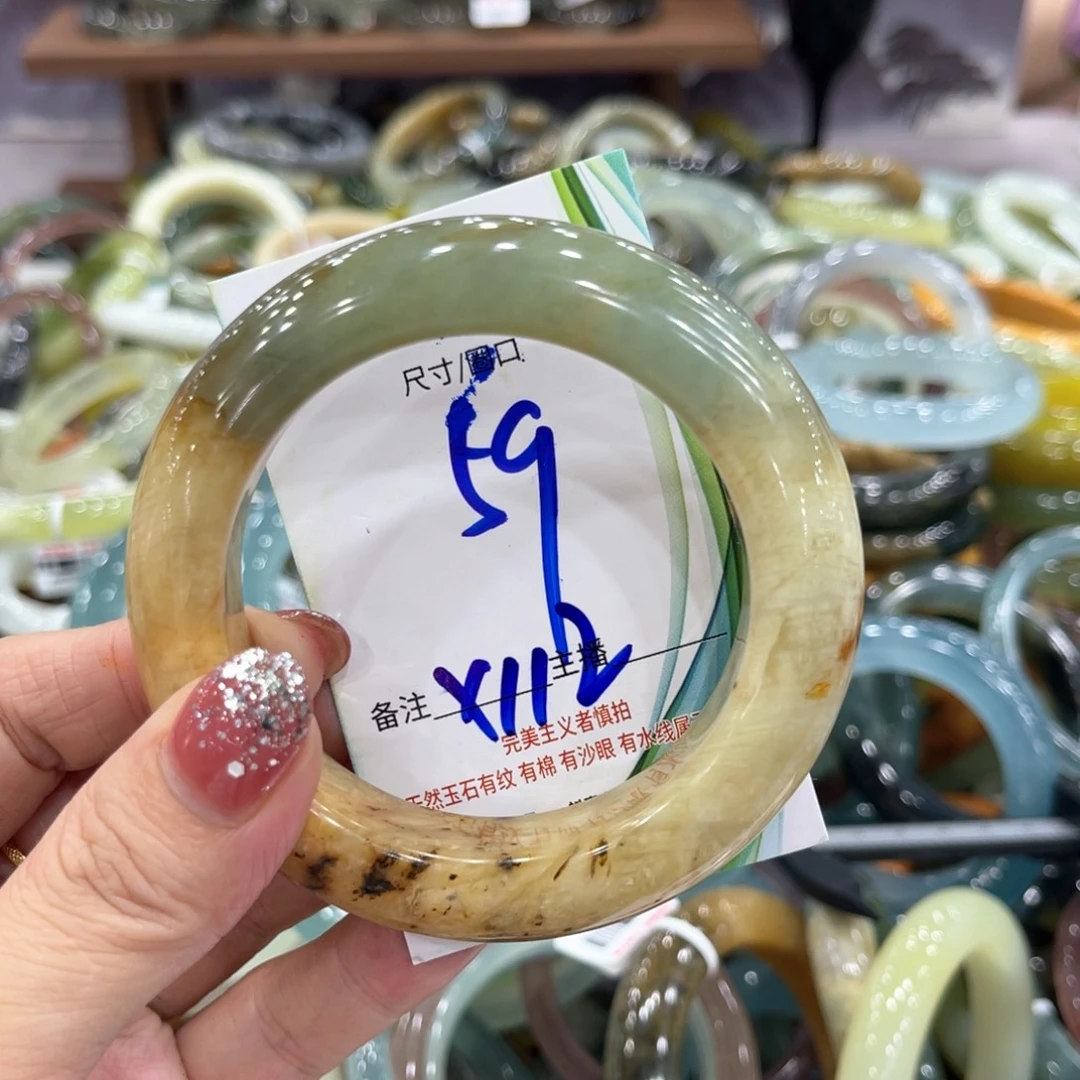 尺寸/圈口
59
备注 X112 主播
完美主义者慎拍
天然玉石有纹 有棉 有沙眼 有水线属